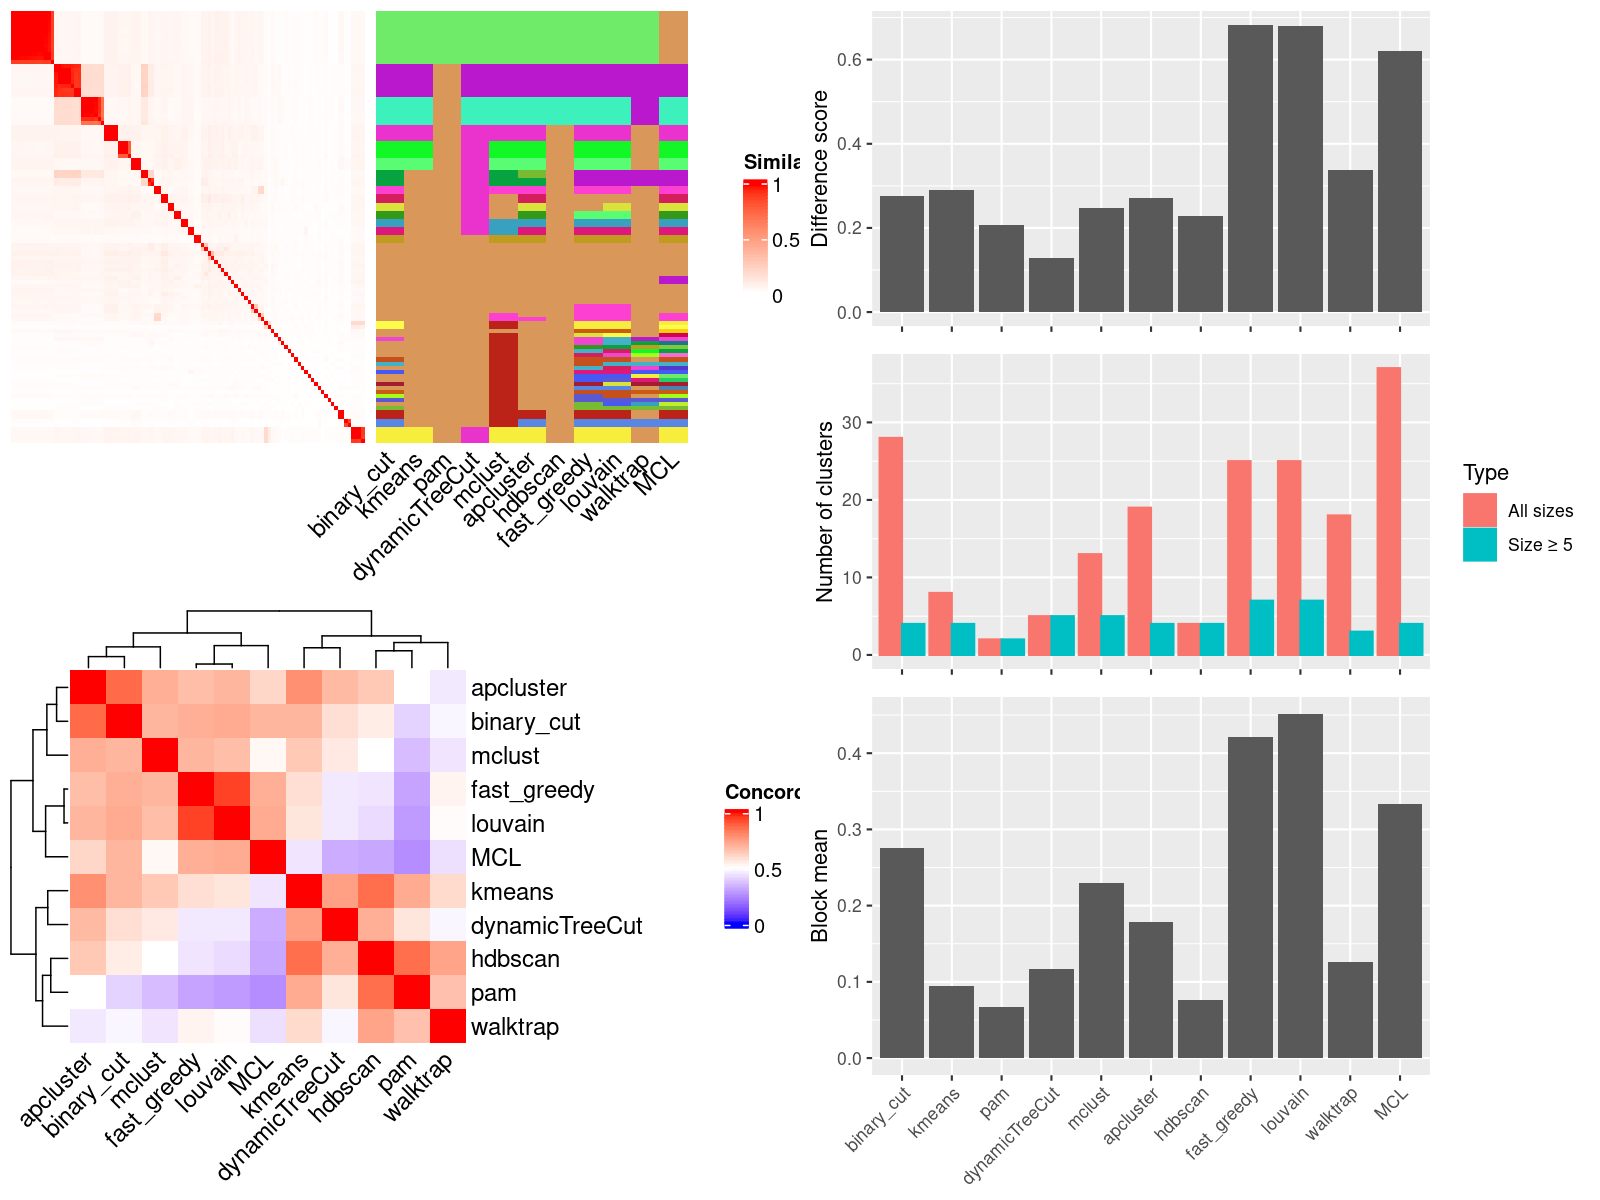 Simila
1
0.5
0
binary_cut
kmeans
pam
dynamicTreeCut
mclust
apcluster
hdbscan
fast_greedy
louvain
walktrap
MCL
Concord
1
0.5
0
apcluster
binary_cut
mclust
fast_greedy
louvain
MCL
kmeans
dynamicTreeCut
hdbscan
pam
walktrap
apcluster
binary_cut
mclust
fast_greedy
louvain
MCL
kmeans
dynamicTreeCut
hdbscan
pam
walktrap
Difference score
0.6
0.4
0.2
0.0
Number of clusters
30
20
10
0
Type
All sizes
Size ≥ 5
Block mean
0.4
0.3
0.2
0.1
0.0
binary_cut
kmeans
pam
dynamicTreeCut
mclust
apcluster
hdbscan
fast_greedy
louvain
walktrap
MCL